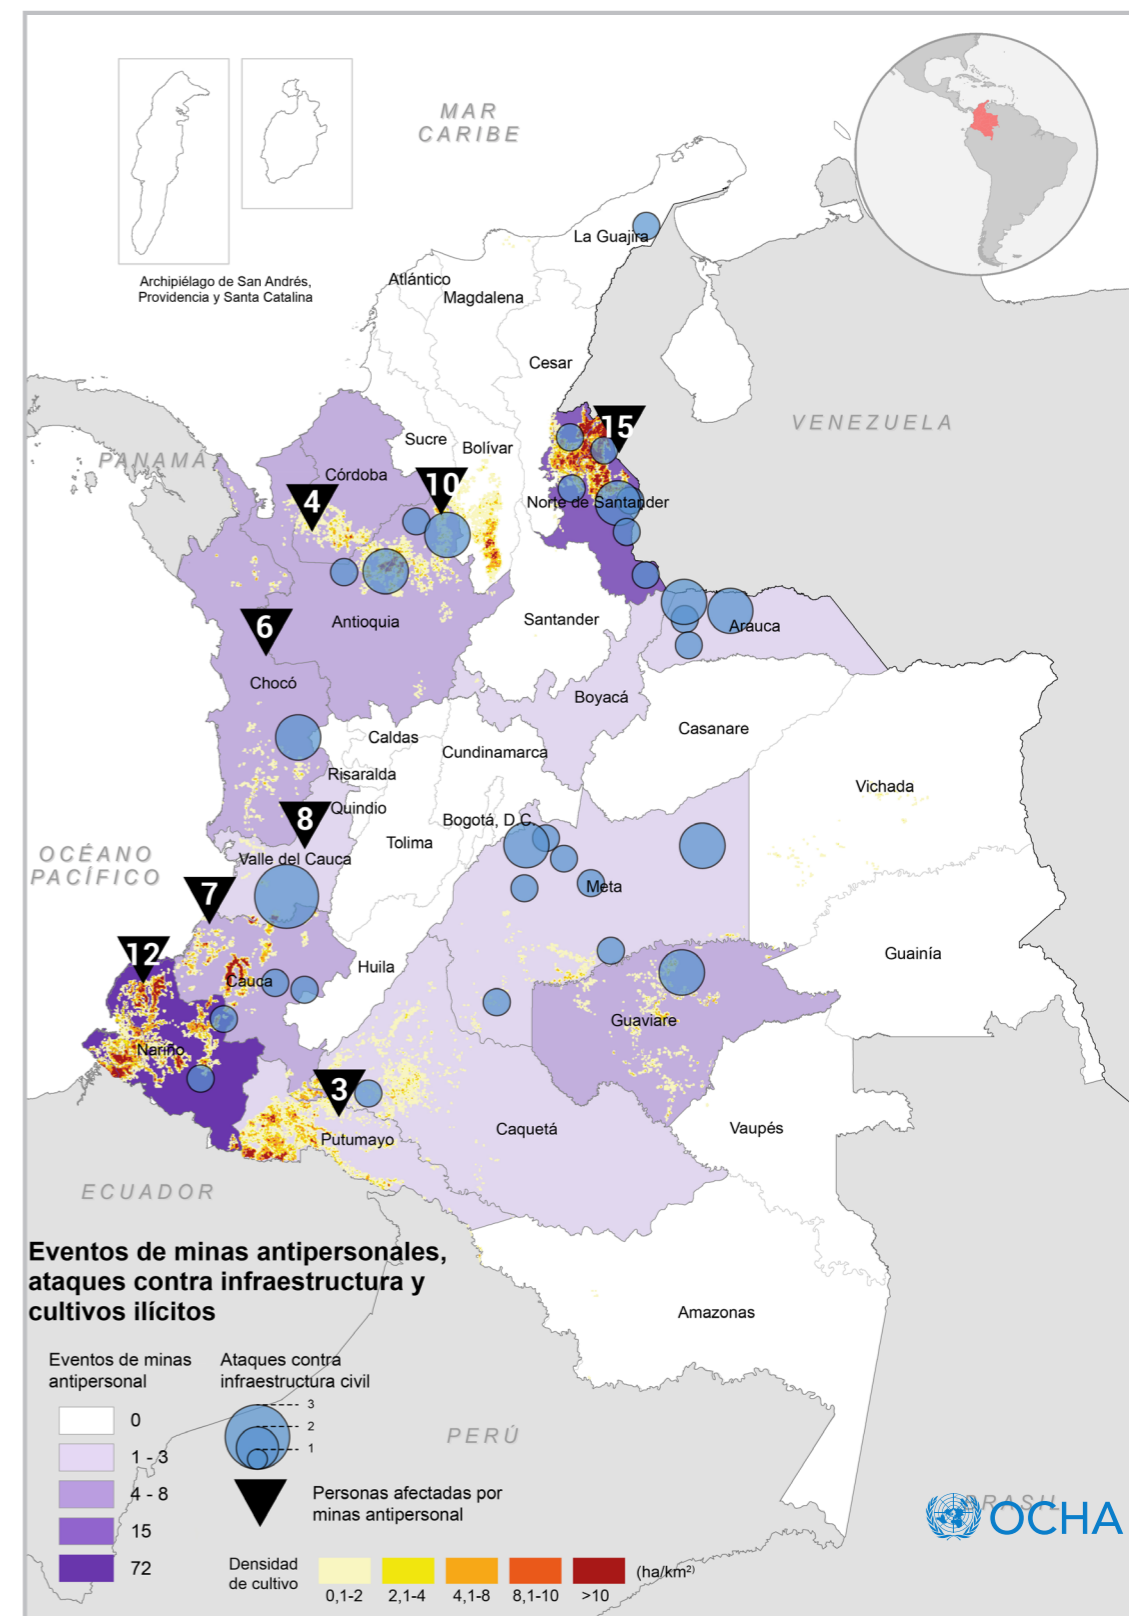 MAR
CARIBE
Archipiélago de San Andrés,
Providencia y Santa Catalina
La Guajira
Atlántico
Magdalena
Cesar
VENEZUELA
PANAMÁ
Sucre
Bolívar
Córdoba
15
10
4
Norte de Santander
6
Antioquia
Santander
Arauca
Chocó
Boyacá
Casanare
Caldas
Cundinamarca
Risaralda
Vichada
8
Quindio
Bogotá, D.C.
Tolima
OCÉANO
PACÍFICO
Valle del Cauca
Meta
7
12
Huila
Guainía
Cauca
Guaviare
Nariño
3
Putumayo
Caquetá
Vaupés
ECUADOR
Amazonas
PERÚ
BRASIL
OCHA
Eventos de minas antipersonales,
ataques contra infraestructura y
cultivos ilícitos
Eventos de minas
antipersonal
0
1 - 3
4 - 8
15
72
Ataques contra
infraestructura civil
3
2
1
Personas afectadas por
minas antipersonal
Densidad
de cultivo
0,1-2 2,1-4 4,1-8 8,1-10 >10
(ha/km²)